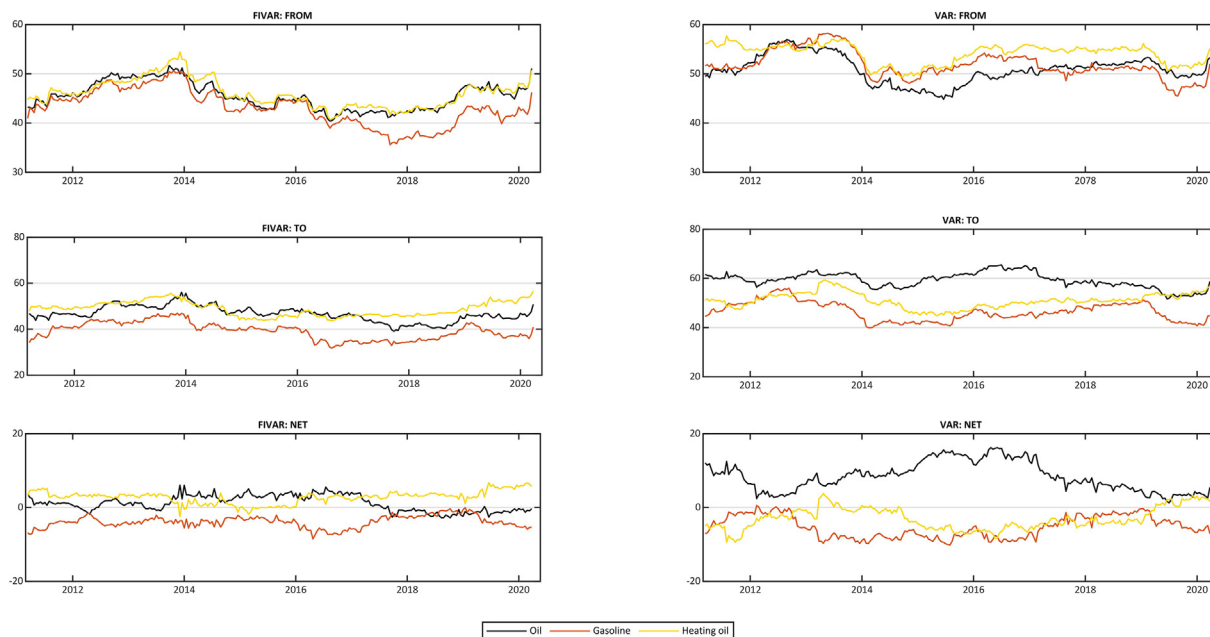 FIVAR: FROM
60
50
40
30
2012 2014 2016 2018 2020
VAR: FROM
60
50
40
30
2012 2014 2016 2078 2020
FIVAR: TO
80
60
40
20
2012 2014 2016 2018 2020
VAR: TO
80
60
40
20
2012 2014 2016 2018 2020
FIVAR: NET
20
0
-20
2012 2014 2016 2018 2020
VAR: NET
20
0
-20
2012 2014 2016 2018 2020
Oil Gasoline Heating oil